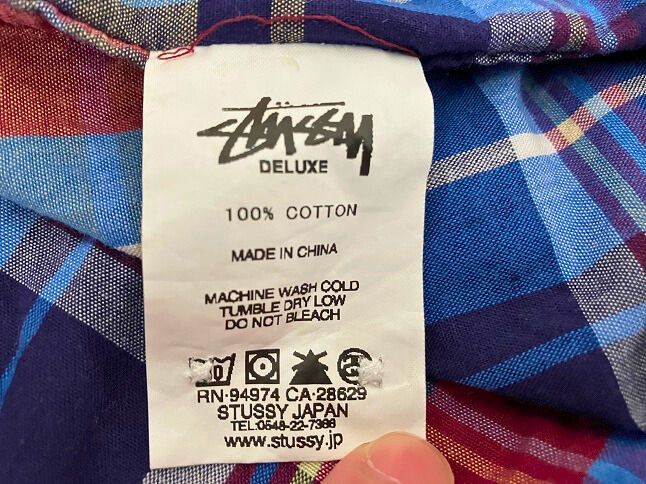 STÜSSY
DELUXE
100% COTTON
MADE IN CHINA
MACHINE WASH COLD
TUMBLE DRY LOW
DO NOT BLEACH
RN·94974 CA·28629
STUSSY JAPAN
TEL:0548-22-7366
www.stussy.jp